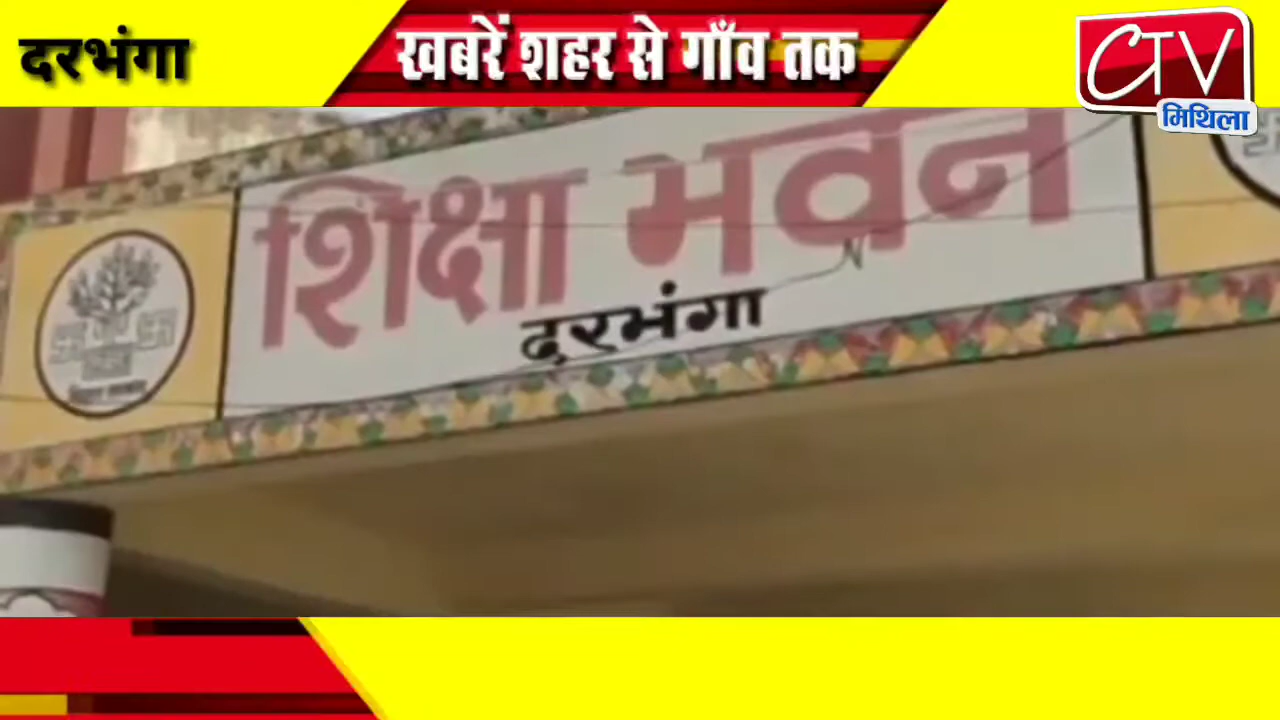 दरभंगा
खबरें शहर से गाँव तक
CTV
मिथिला
शिक्षा भवन
दरभंगा